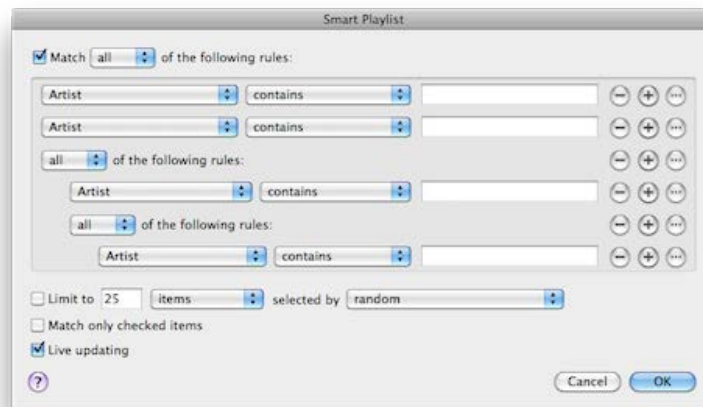 Smart Playlist
Match all of the following rules:
Artist contains
Artist contains
all of the following rules:
Artist contains
all of the following rules:
Artist contains
Limit to 25 items selected by random
Match only checked items
Live updating
? Cancel OK